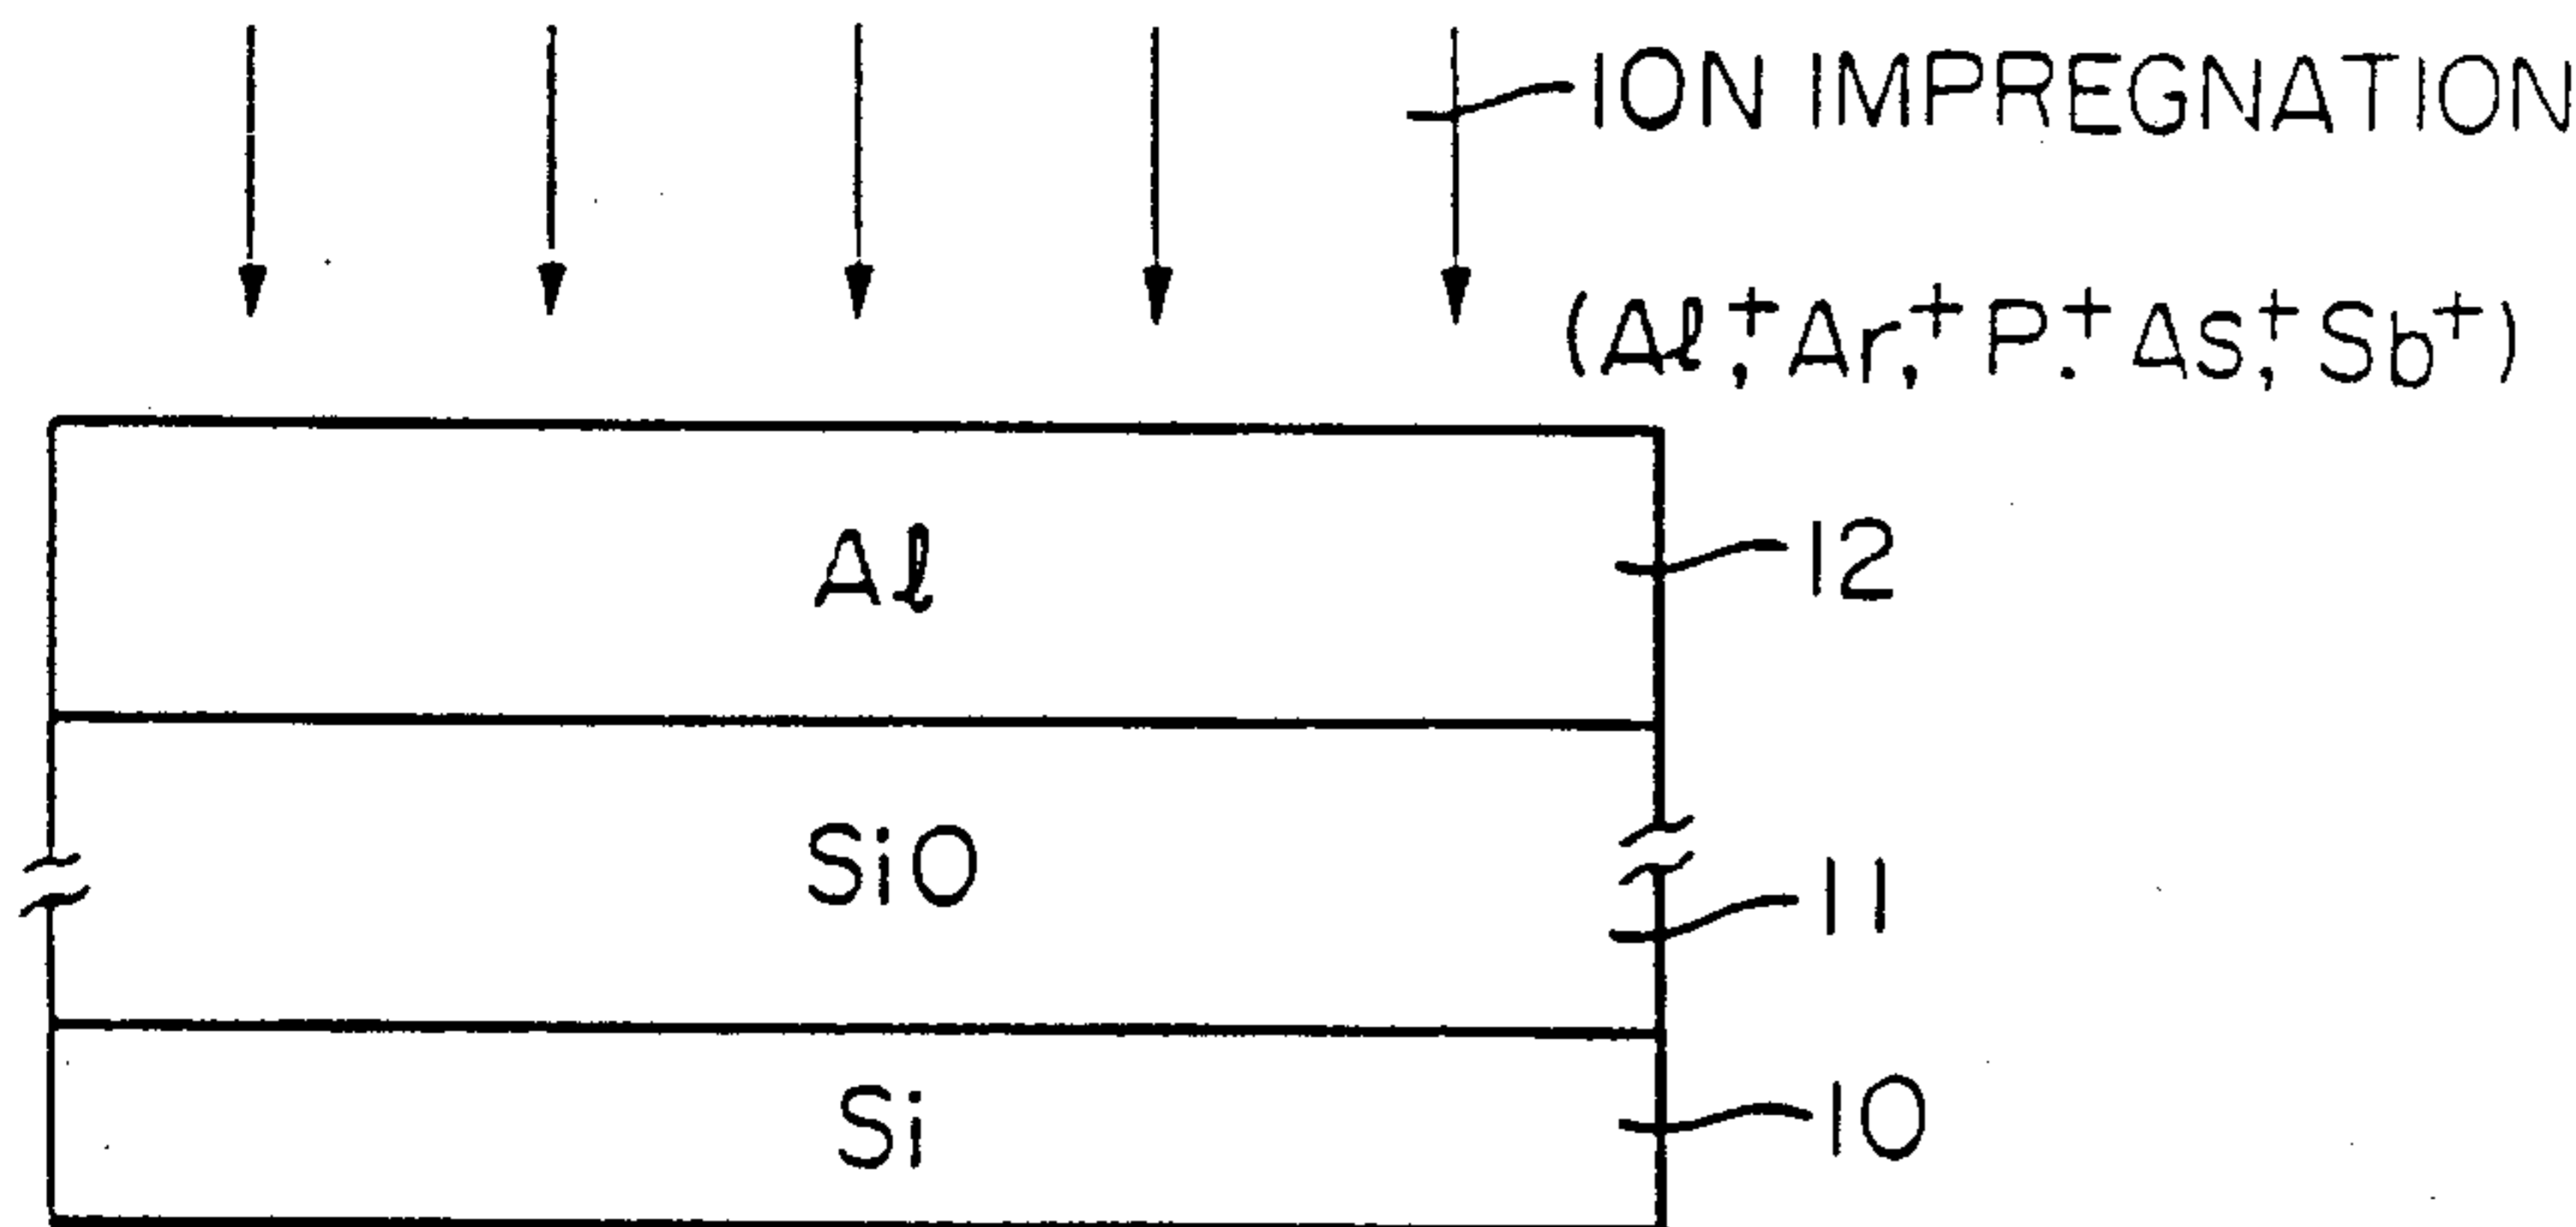 ION IMPREGNATION
(Aℓ,⁺ Ar,⁺ P.⁺ As,⁺ Sb⁺)
Aℓ
12
SiO
11
Si
10